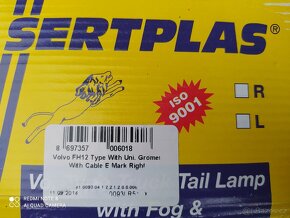 SERTPLAS®
ISO
9001
R
L
8 697357 006018
Volvo FH12 Type With Uni. Gromet
With Cable E Mark Right
Tail Lamp
with Fog &
REDMI NOTE 8
AI QUAD CAMERA